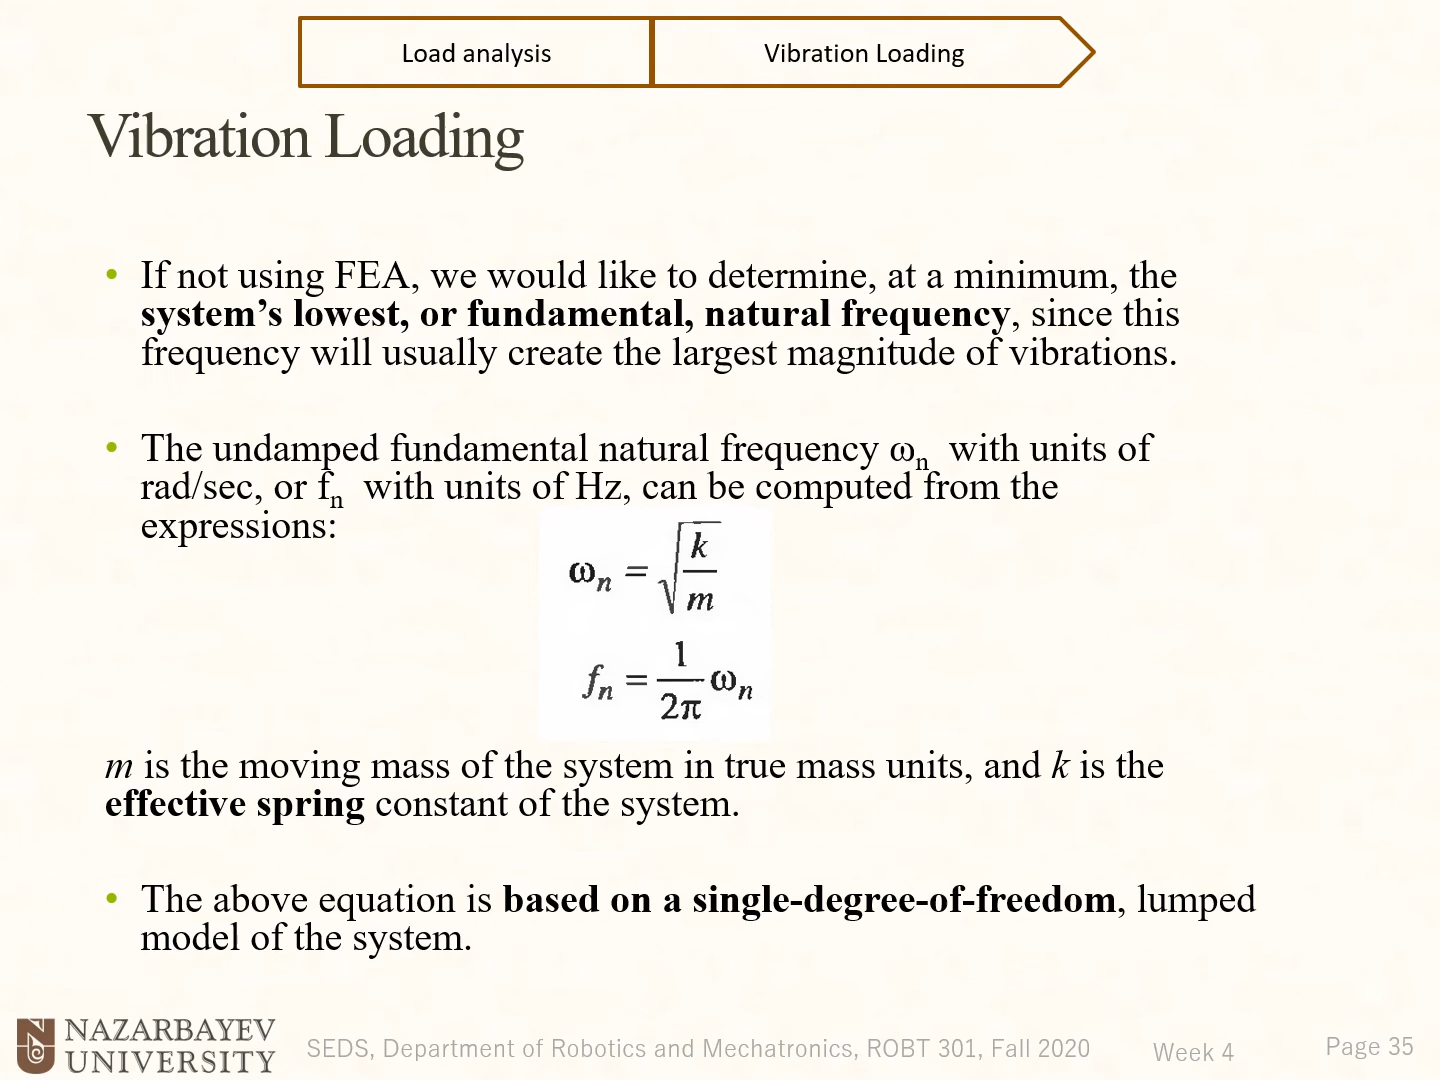 Load analysis
Vibration Loading
Vibration Loading
• If not using FEA, we would like to determine, at a minimum, the
system’s lowest, or fundamental, natural frequency, since this
frequency will usually create the largest magnitude of vibrations.
• The undamped fundamental natural frequency ωn with units of
rad/sec, or fn with units of Hz, can be computed from the
expressions:
ωn = √(k/m)
fn = 1/2π ωn
m is the moving mass of the system in true mass units, and k is the
effective spring constant of the system.
• The above equation is based on a single-degree-of-freedom, lumped
model of the system.
NAZARBAYEV
UNIVERSITY
SEDS, Department of Robotics and Mechatronics, ROBT 301, Fall 2020
Week 4
Page 35